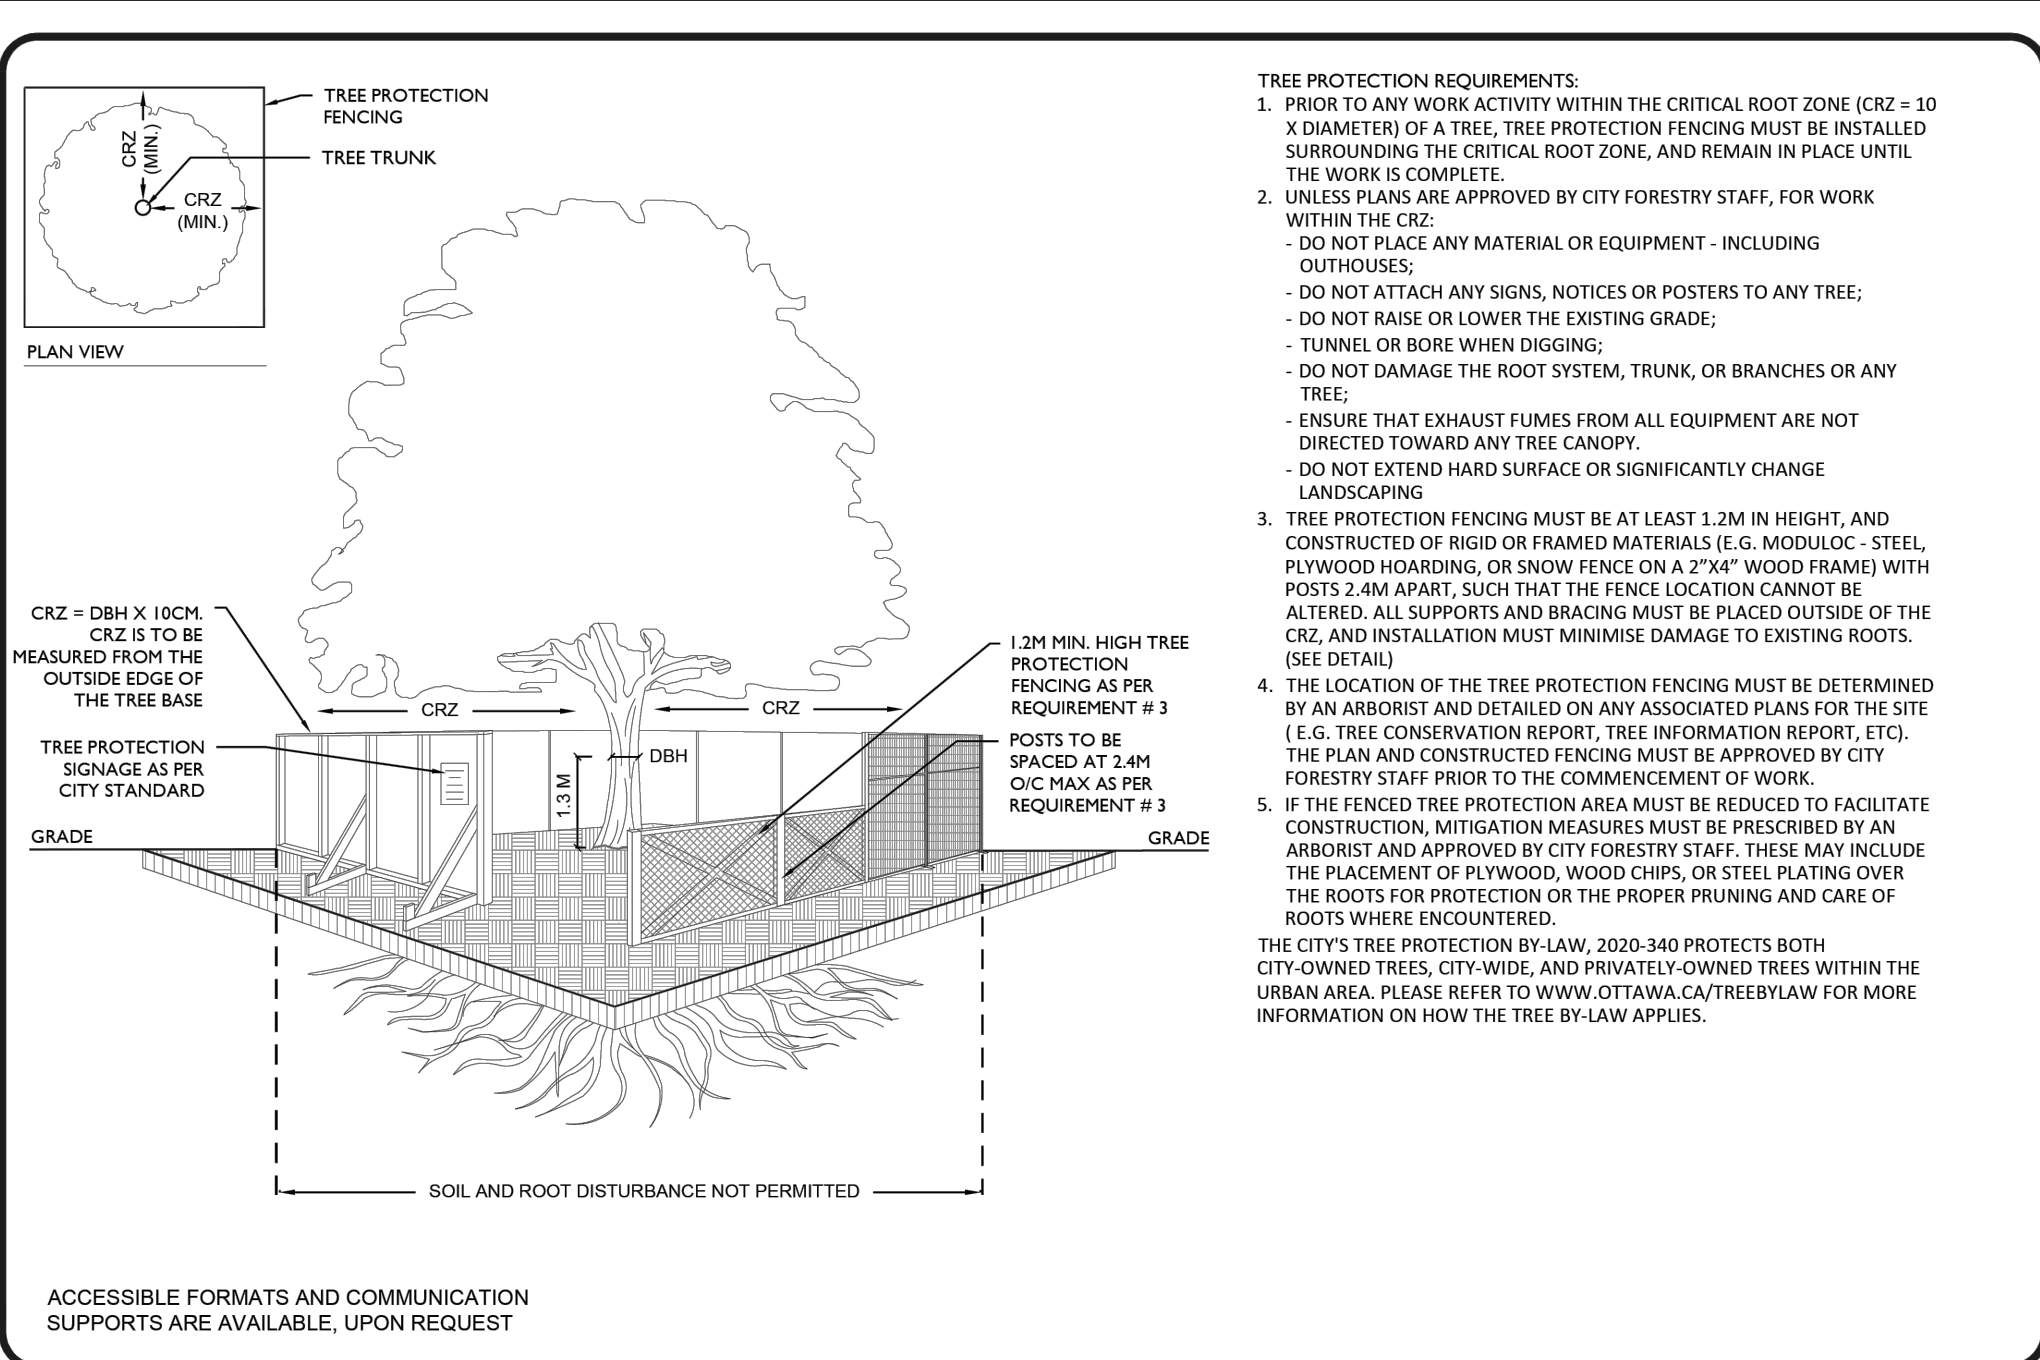 TREE PROTECTION
FENCING
TREE TRUNK
CRZ
(MIN.)
CRZ
(MIN.)
PLAN VIEW
CRZ = DBH X 10CM.
CRZ IS TO BE
MEASURED FROM THE
OUTSIDE EDGE OF
THE TREE BASE
TREE PROTECTION
SIGNAGE AS PER
CITY STANDARD
GRADE
CRZ
CRZ
DBH
1.3 M
1.2M MIN. HIGH TREE
PROTECTION
FENCING AS PER
REQUIREMENT # 3
POSTS TO BE
SPACED AT 2.4M
O/C MAX AS PER
REQUIREMENT # 3
GRADE
SOIL AND ROOT DISTURBANCE NOT PERMITTED
ACCESSIBLE FORMATS AND COMMUNICATION
SUPPORTS ARE AVAILABLE, UPON REQUEST
TREE PROTECTION REQUIREMENTS:
1. PRIOR TO ANY WORK ACTIVITY WITHIN THE CRITICAL ROOT ZONE (CRZ = 10
X DIAMETER) OF A TREE, TREE PROTECTION FENCING MUST BE INSTALLED
SURROUNDING THE CRITICAL ROOT ZONE, AND REMAIN IN PLACE UNTIL
THE WORK IS COMPLETE.
2. UNLESS PLANS ARE APPROVED BY CITY FORESTRY STAFF, FOR WORK
WITHIN THE CRZ:
- DO NOT PLACE ANY MATERIAL OR EQUIPMENT - INCLUDING
OUTHOUSES;
- DO NOT ATTACH ANY SIGNS, NOTICES OR POSTERS TO ANY TREE;
- DO NOT RAISE OR LOWER THE EXISTING GRADE;
- TUNNEL OR BORE WHEN DIGGING;
- DO NOT DAMAGE THE ROOT SYSTEM, TRUNK, OR BRANCHES OR ANY
TREE;
- ENSURE THAT EXHAUST FUMES FROM ALL EQUIPMENT ARE NOT
DIRECTED TOWARD ANY TREE CANOPY.
- DO NOT EXTEND HARD SURFACE OR SIGNIFICANTLY CHANGE
LANDSCAPING
3. TREE PROTECTION FENCING MUST BE AT LEAST 1.2M IN HEIGHT, AND
CONSTRUCTED OF RIGID OR FRAMED MATERIALS (E.G. MODULOC - STEEL,
PLYWOOD HOARDING, OR SNOW FENCE ON A 2”X4” WOOD FRAME) WITH
POSTS 2.4M APART, SUCH THAT THE FENCE LOCATION CANNOT BE
ALTERED. ALL SUPPORTS AND BRACING MUST BE PLACED OUTSIDE OF THE
CRZ, AND INSTALLATION MUST MINIMISE DAMAGE TO EXISTING ROOTS.
(SEE DETAIL)
4. THE LOCATION OF THE TREE PROTECTION FENCING MUST BE DETERMINED
BY AN ARBORIST AND DETAILED ON ANY ASSOCIATED PLANS FOR THE SITE
( E.G. TREE CONSERVATION REPORT, TREE INFORMATION REPORT, ETC).
THE PLAN AND CONSTRUCTED FENCING MUST BE APPROVED BY CITY
FORESTRY STAFF PRIOR TO THE COMMENCEMENT OF WORK.
5. IF THE FENCED TREE PROTECTION AREA MUST BE REDUCED TO FACILITATE
CONSTRUCTION, MITIGATION MEASURES MUST BE PRESCRIBED BY AN
ARBORIST AND APPROVED BY CITY FORESTRY STAFF. THESE MAY INCLUDE
THE PLACEMENT OF PLYWOOD, WOOD CHIPS, OR STEEL PLATING OVER
THE ROOTS FOR PROTECTION OR THE PROPER PRUNING AND CARE OF
ROOTS WHERE ENCOUNTERED.
THE CITY'S TREE PROTECTION BY-LAW, 2020-340 PROTECTS BOTH
CITY-OWNED TREES, CITY-WIDE, AND PRIVATELY-OWNED TREES WITHIN THE
URBAN AREA. PLEASE REFER TO WWW.OTTAWA.CA/TREEBYLAW FOR MORE
INFORMATION ON HOW THE TREE BY-LAW APPLIES.